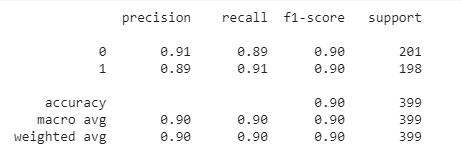 precision recall f1-score support
0 0.91 0.89 0.90 201
1 0.89 0.91 0.90 198
accuracy 0.90 399
macro avg 0.90 0.90 0.90 399
weighted avg 0.90 0.90 0.90 399